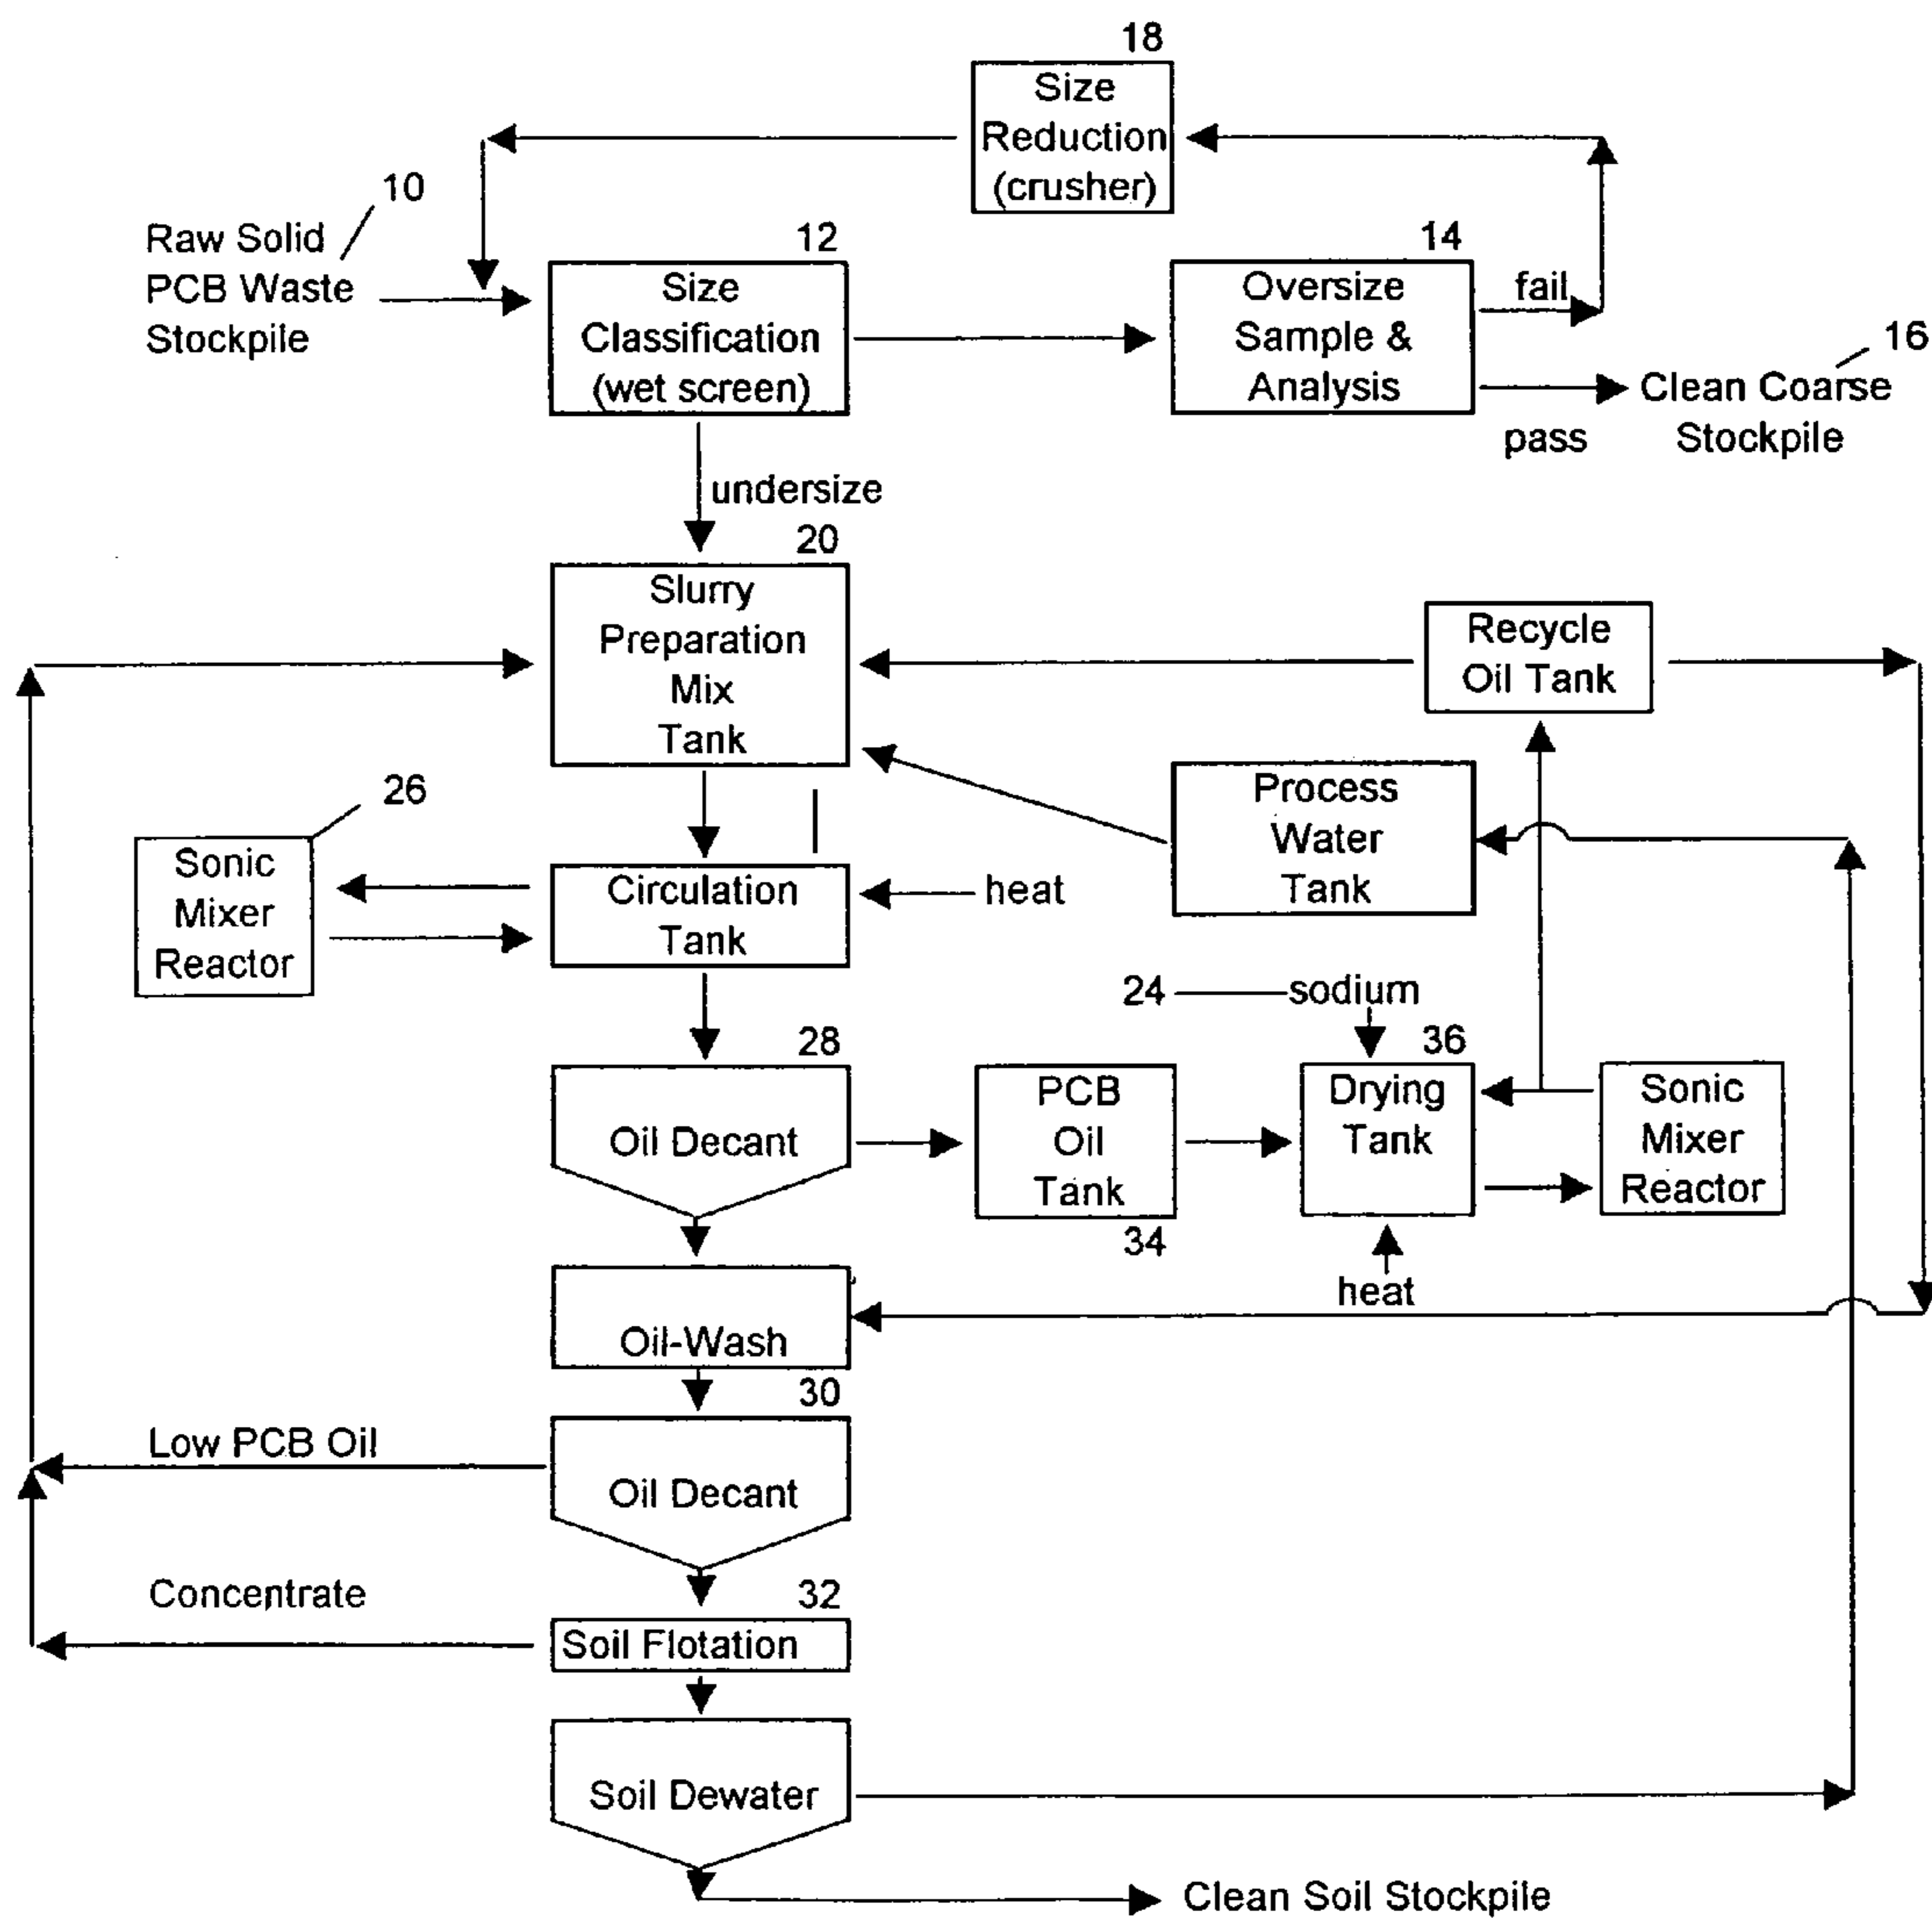 18
Size
Reduction
(crusher)
10
Raw Solid
PCB Waste
Stockpile
12
Size
Classification
(wet screen)
14
Oversize
Sample &
Analysis
fail
pass
16
Clean Coarse
Stockpile
undersize
20
Slurry
Preparation
Mix
Tank
Recycle
Oil Tank
Process
Water
Tank
26
Sonic
Mixer
Reactor
Circulation
Tank
heat
24
sodium
28
Oil Decant
PCB
Oil
Tank
34
36
Drying
Tank
heat
Sonic
Mixer
Reactor
Oil-Wash
30
Low PCB Oil
Oil Decant
Concentrate
32
Soil Flotation
Soil Dewater
Clean Soil Stockpile